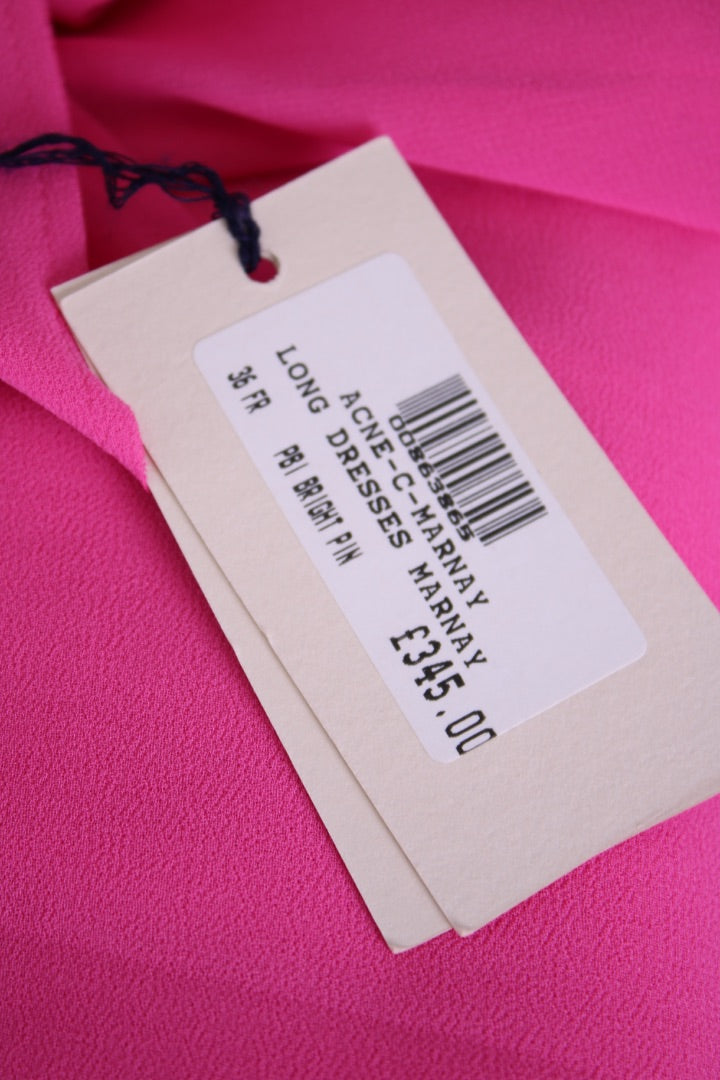 00863865
ACNE-C-MARNAY
LONG DRESSES MARNAY
36 FR PB1 BRIGHT PIN
£345.00